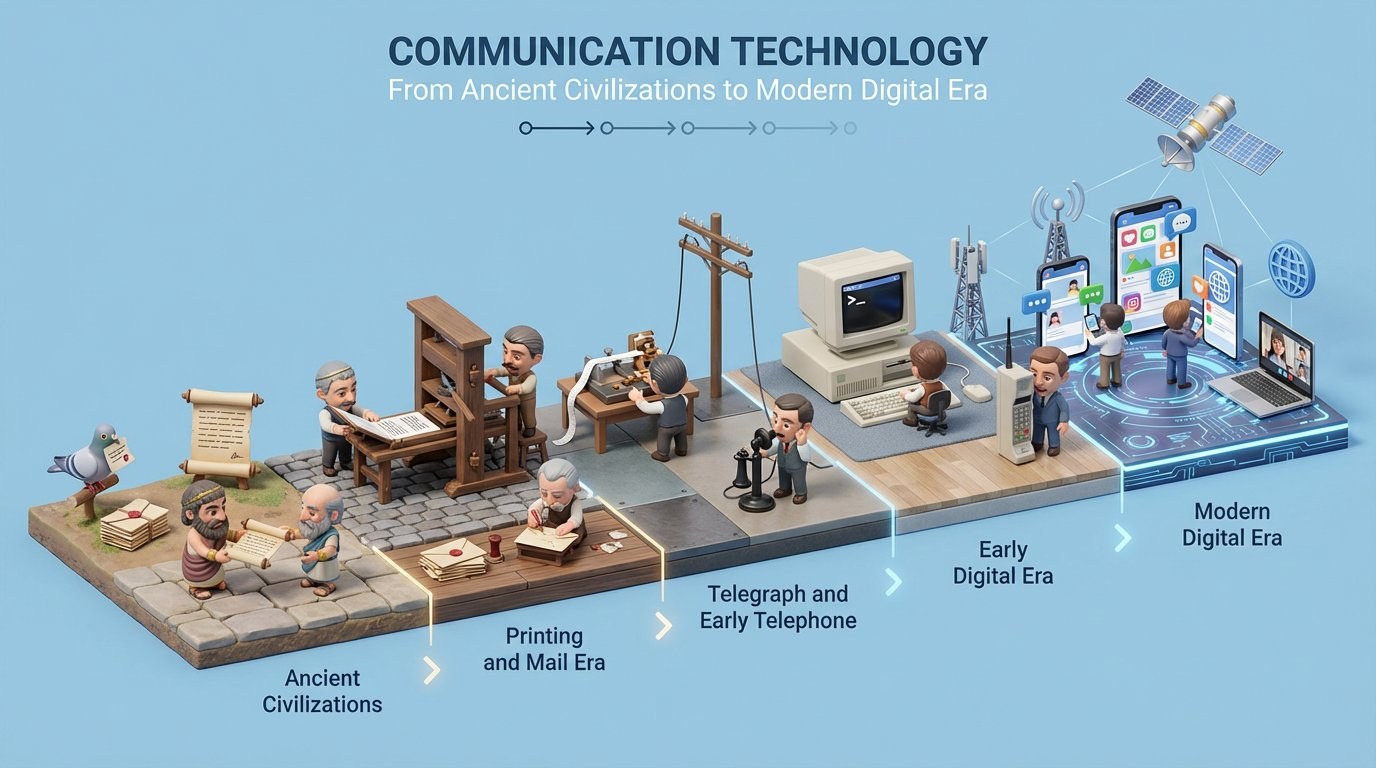 COMMUNICATION TECHNOLOGY
From Ancient Civilizations to Modern Digital Era
>_
Ancient
Civilizations
Printing
and Mail Era
Telegraph and
Early Telephone
Early
Digital Era
Modern
Digital Era